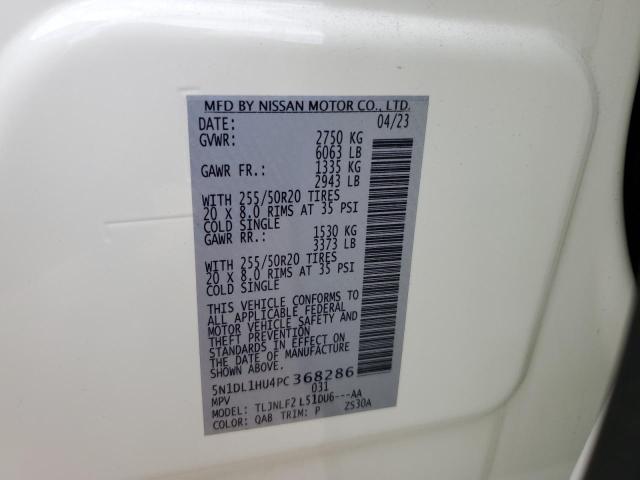 MFD BY NISSAN MOTOR CO., LTD.
DATE: 04/23
GVWR: 2750 KG
6063 LB
GAWR FR.: 1335 KG
2943 LB
WITH 255/50R20 TIRES
20 X 8.0 RIMS AT 35 PSI
COLD SINGLE
GAWR RR.: 1530 KG
3373 LB
WITH 255/50R20 TIRES
20 X 8.0 RIMS AT 35 PSI
COLD SINGLE
THIS VEHICLE CONFORMS TO
ALL APPLICABLE FEDERAL
MOTOR VEHICLE SAFETY AND
THEFT PREVENTION
STANDARDS IN EFFECT ON
THE DATE OF MANUFACTURE
SHOWN ABOVE.
5N1DL1HU4PC368286
MPV 031
MODEL: TLJNLF2 L51DU6---AA
COLOR: QAB TRIM: P ZS30A